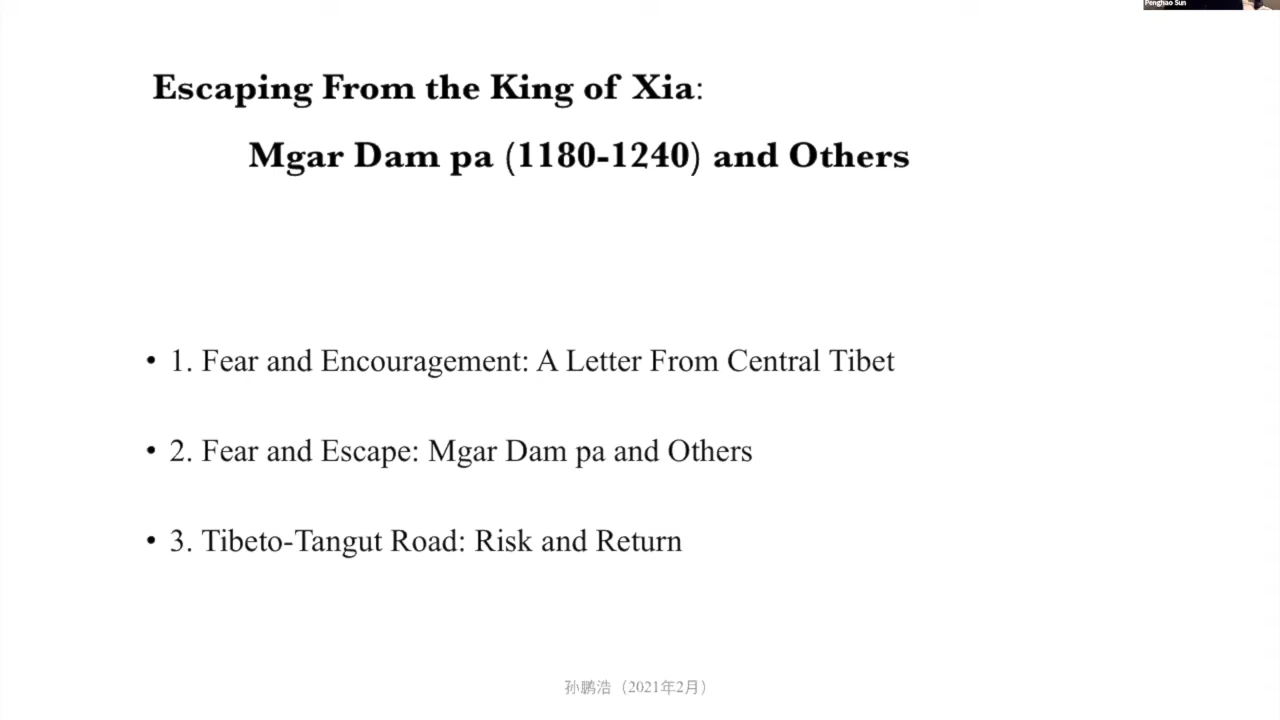 Penghao Sun
Escaping From the King of Xia:
Mgar Dam pa (1180-1240) and Others
• 1. Fear and Encouragement: A Letter From Central Tibet
• 2. Fear and Escape: Mgar Dam pa and Others
• 3. Tibeto-Tangut Road: Risk and Return
孙鹏浩（2021年2月）